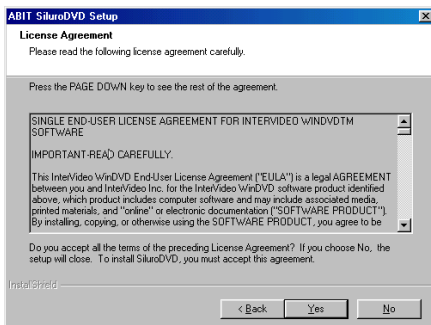 ABIT SiluroDVD Setup
License Agreement
Please read the following license agreement carefully.
Press the PAGE DOWN key to see the rest of the agreement.
SINGLE END-USER LICENSE AGREEMENT FOR INTERVIDEO WINDVDTM
SOFTWARE
IMPORTANT-READ CAREFULLY.
This InterVideo WinDVD End-User License Agreement ("EULA") is a legal AGREEMENT
between you and InterVideo Inc. for the InterVideo WinDVD software product identified
above, which product includes computer software and may include associated media,
printed materials, and "online" or electronic documentation ("SOFTWARE PRODUCT").
By installing, copying, or otherwise using the SOFTWARE PRODUCT, you agree to be
Do you accept all the terms of the preceding License Agreement? If you choose No, the
setup will close. To install SiluroDVD, you must accept this agreement.
InstallShield
< Back Yes No